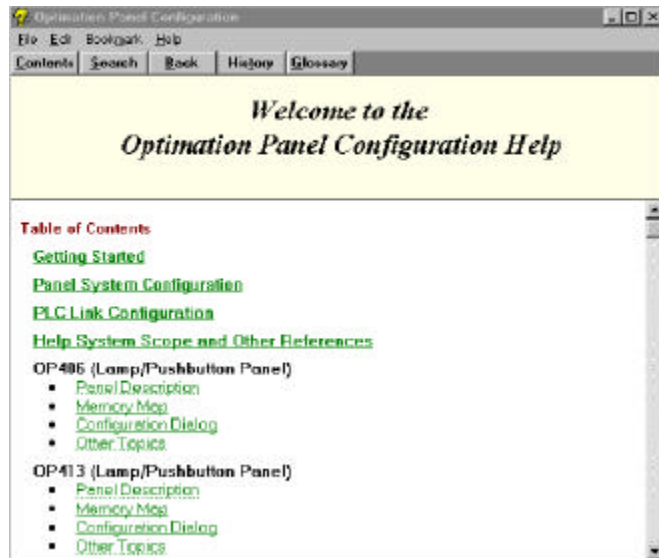 Optimation Panel Configuration
File Edit Bookmark Help
Contents Search Back History Glossary
Welcome to the
Optimation Panel Configuration Help
Table of Contents
Getting Started
Panel System Configuration
PLC Link Configuration
Help System Scope and Other References
OP406 (Lamp/Pushbutton Panel)
Panel Description
Memory Map
Configuration Dialog
Other Topics
OP413 (Lamp/Pushbutton Panel)
Panel Description
Memory Map
Configuration Dialog
Other Topics